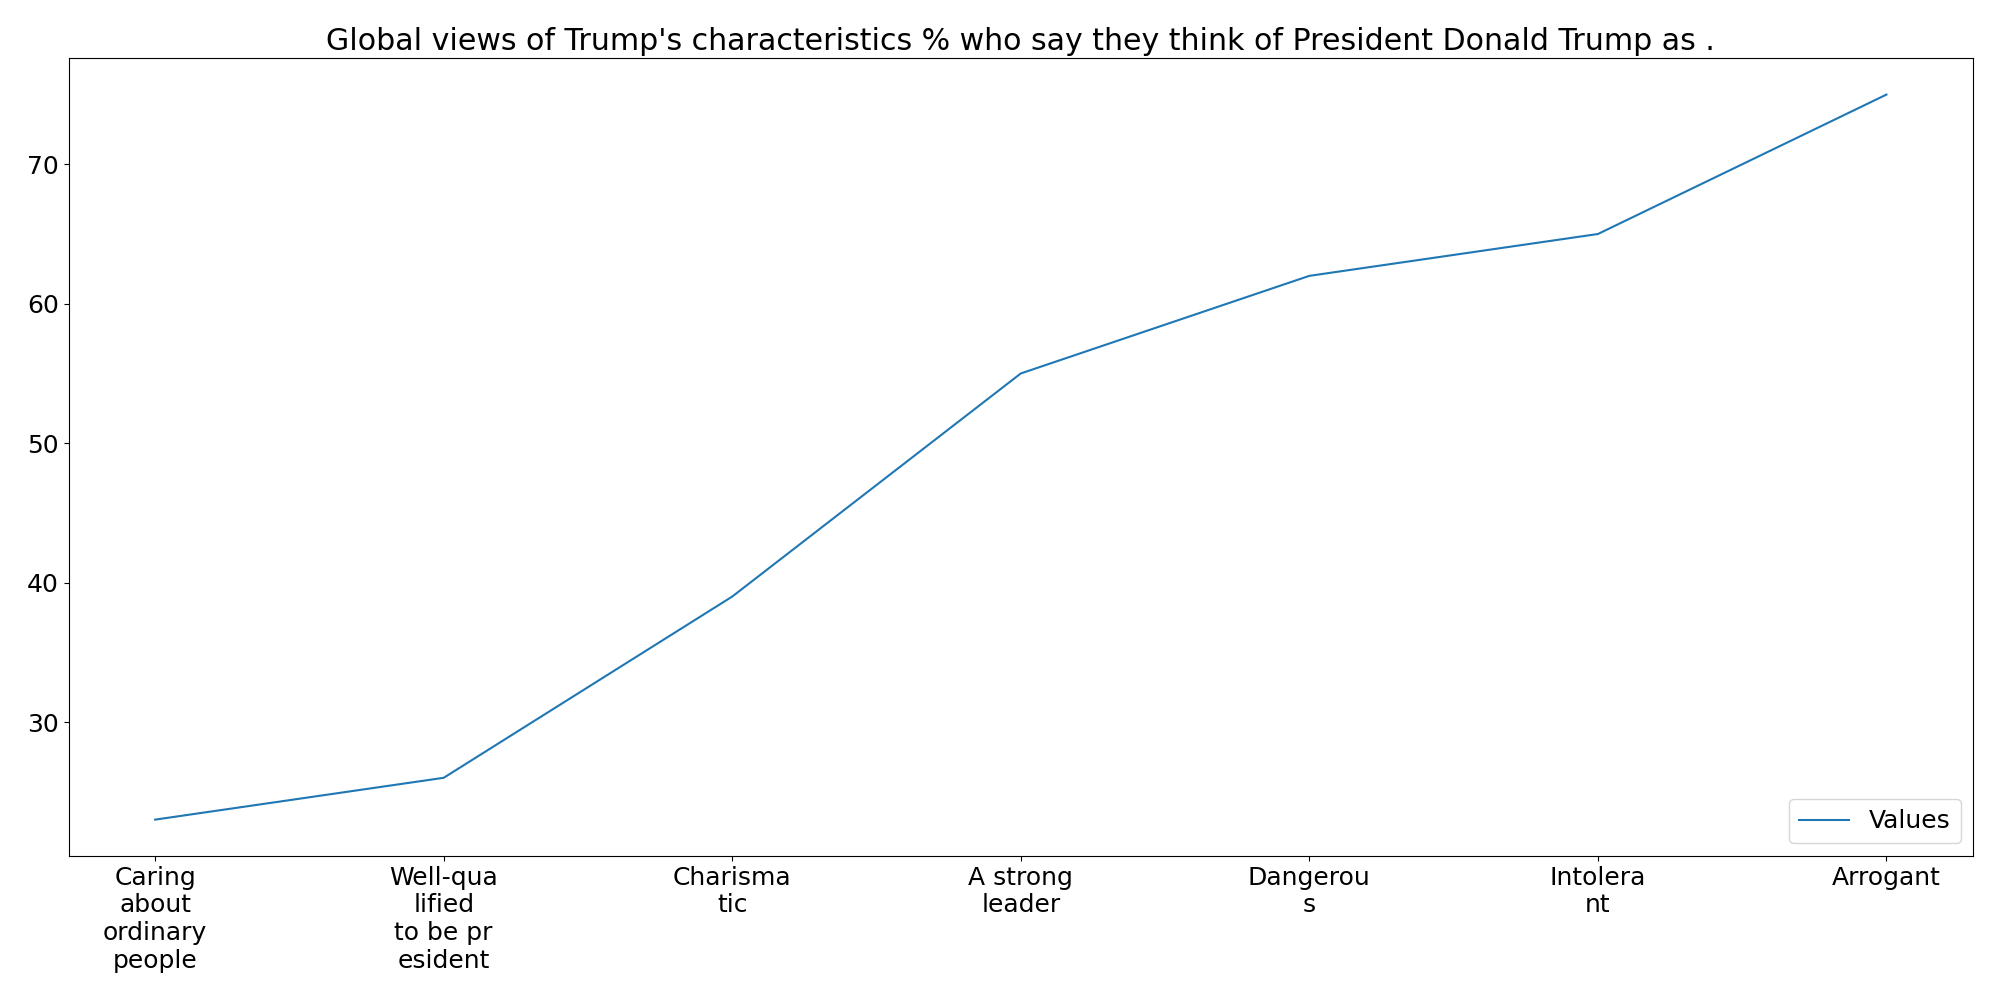 Global views of Trump's characteristics % who say they think of President Donald Trump as .
70
60
50
40
30
Values
Caring
about
ordinary
people
Well-qua
lified
to be pr
esident
Charisma
tic
A strong
leader
Dangerou
s
Intolera
nt
Arrogant